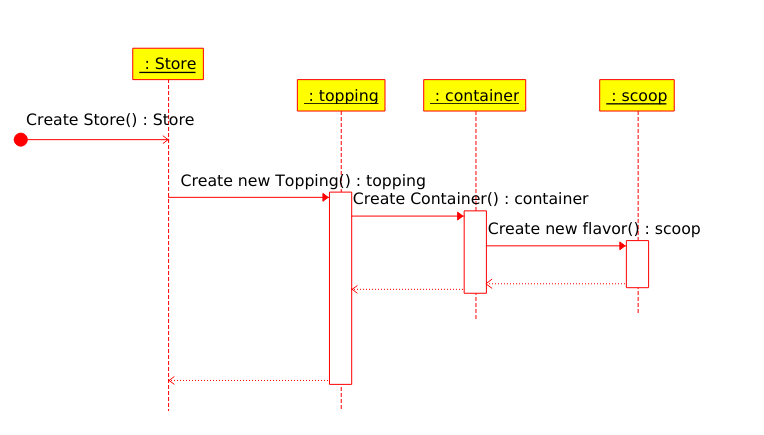 : Store
: topping
: container
: scoop
Create Store() : Store
Create new Topping() : topping
Create Container() : container
Create new flavor() : scoop